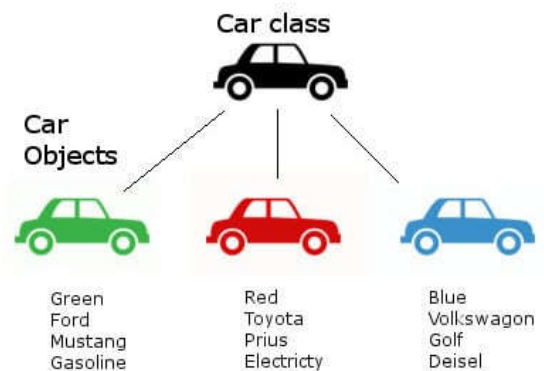 Car class
Car
Objects
Green
Ford
Mustang
Gasoline
Red
Toyota
Prius
Electricty
Blue
Volkswagon
Golf
Deisel